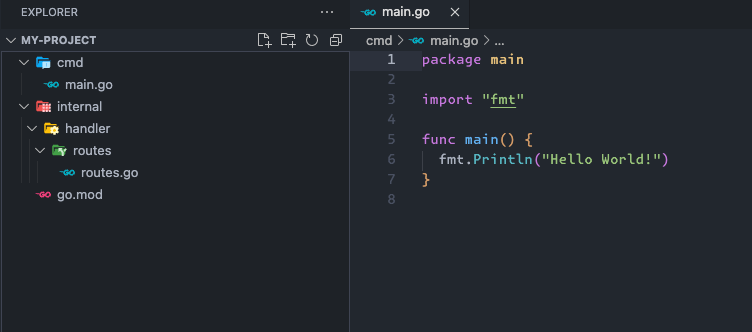 EXPLORER
MY-PROJECT
cmd
main.go
internal
handler
routes
routes.go
go.mod
main.go
cmd > main.go > ...
1 package main
2
3 import "fmt"
4
5 func main() {
6 fmt.Println("Hello World!")
7 }
8